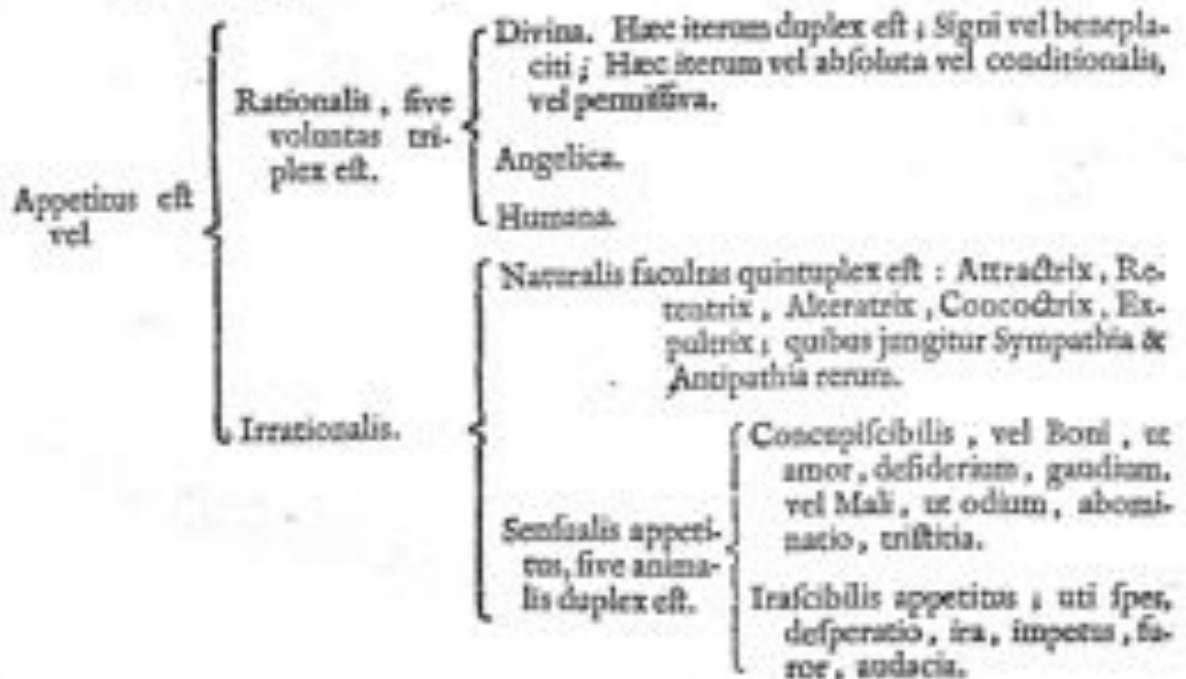 Appetitus eſt
vel
Rationalis, ſive
voluntas tri-
plex eſt.
Divina. Hæc iterum duplex eſt; Signi vel benepla-
citi; Hæc iterum vel abſoluta vel conditionalis,
vel permiſſiva.
Angelica.
Humana.
Irrationalis.
Naturalis facultas quintuplex eſt : Attractrix, Re-
tentrix, Alteratrix, Concoctrix, Ex-
pultrix; quibus jungitur Sympathia &
Antipathia rerum.
Senſualis appeti-
tus, ſive anima-
lis duplex eſt.
Concupiſcibilis, vel Boni, ut
amor, deſiderium, gaudium.
vel Mali, ut odium, abomi-
natio, triſtitia.
Iraſcibilis appetitus; uti ſpes,
deſperatio, ira, impetus, fu-
ror, audacia.